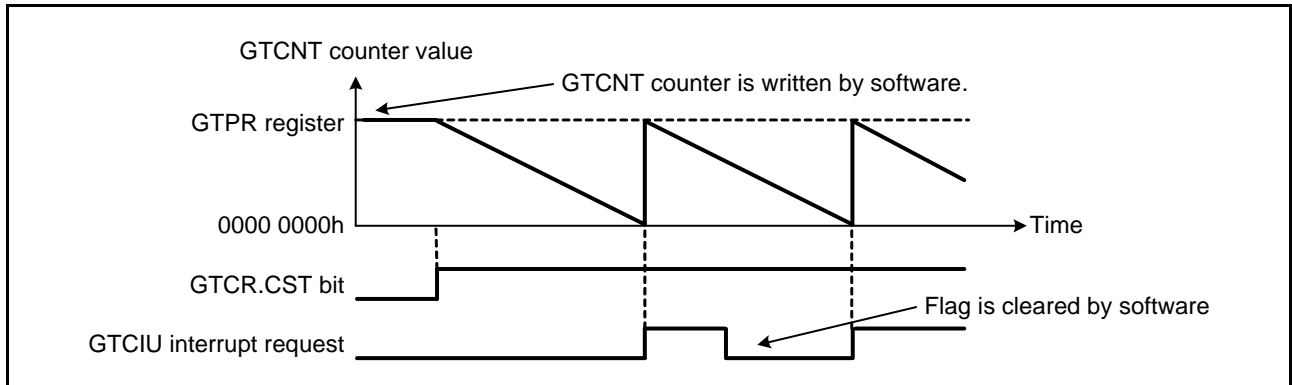 GTCNT counter value
GTCNT counter is written by software.
GTPR register
0000 0000h
Time
GTCR.CST bit
Flag is cleared by software
GTCIU interrupt request